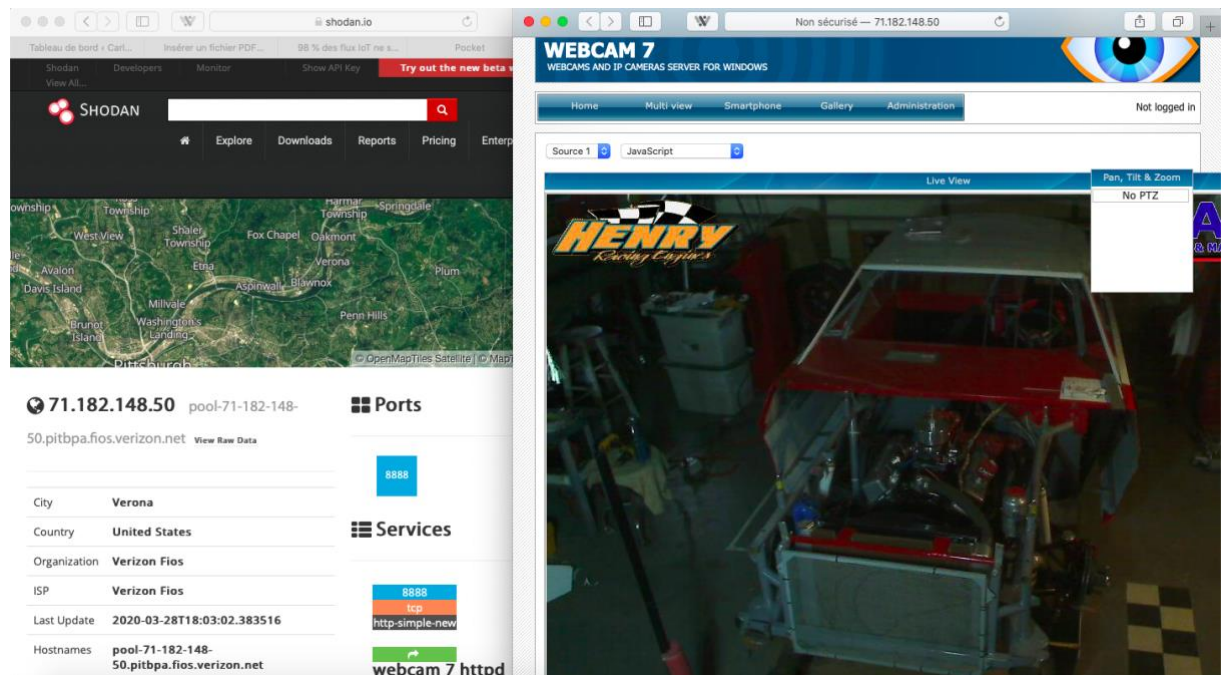 shodan.io
Tableau de bord ‹ Carl...
Insérer un fichier PDF...
98 % des flux IoT ne s...
Pocket
Shodan
Developers
Monitor
Show API Key
Try out the new beta w
View All...
SHODAN
Explore
Downloads
Reports
Pricing
Enterp
ownship
Township
Harmar
Township
Springdale
West View
Shaler
Township
Fox Chapel
Oakmont
Etna
Verona
Avalon
Aspinwall
Blawnox
Plum
Davis Island
Millvale
Penn Hills
Brunot
Island
Washington's
Landing
Pittsburgh
© OpenMapTiles Satellite | © MapT
71.182.148.50 pool-71-182-148-
50.pitbpa.fios.verizon.net View Raw Data
City Verona
Country United States
Organization Verizon Fios
ISP Verizon Fios
Last Update 2020-03-28T18:03:02.383516
Hostnames pool-71-182-148-
50.pitbpa.fios.verizon.net
Ports
8888
Services
8888
tcp
http-simple-new
webcam 7 httpd
Non sécurisé — 71.182.148.50
WEBCAM 7
WEBCAMS AND IP CAMERAS SERVER FOR WINDOWS
Home
Multi view
Smartphone
Gallery
Administration
Not logged in
Source 1
JavaScript
Live View
Pan, Tilt & Zoom
No PTZ
HENRY
Racing Engines
A
& MA